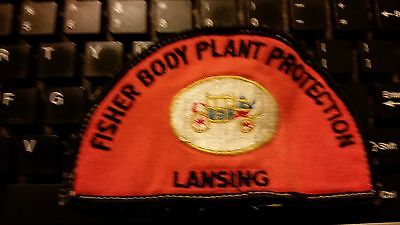 FISHER BODY PLANT PROTECTION
LANSING